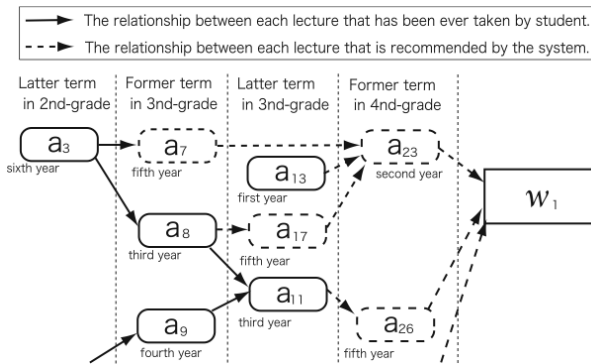 The relationship between each lecture that has been ever taken by student.
The relationship between each lecture that is recommended by the system.
Latter term
in 2nd-grade
Former term
in 3nd-grade
Latter term
in 3nd-grade
Former term
in 4nd-grade
a3
sixth year
a7
fifth year
a23
second year
a13
first year
w1
a8
third year
a17
fifth year
a11
third year
a9
fourth year
a26
fifth year